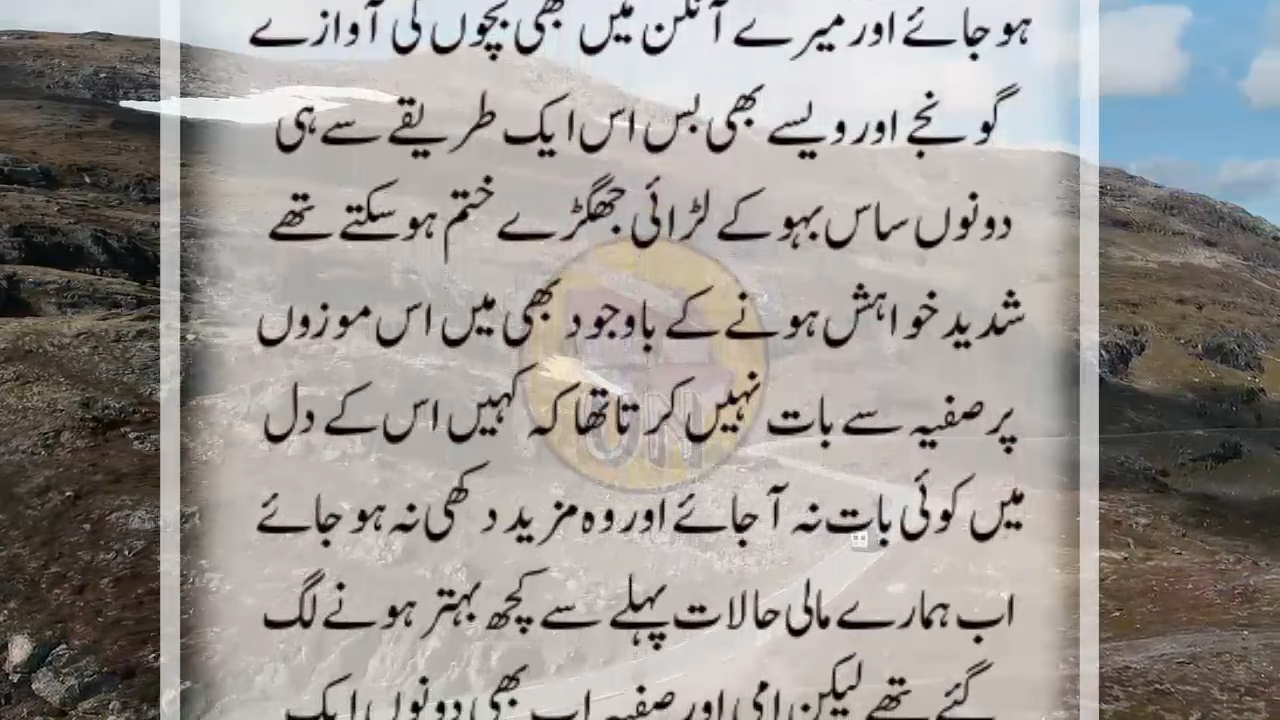 ہو جائے اور میرے آنگن میں بھی بچوں کی آوازے
گونجے اور ویسے بھی بس اس ایک طریقے سے ہی
دونوں ساس بہو کے لڑائی جھگڑے ختم ہو سکتے تھے
شدید خواہش ہونے کے باوجود بھی میں اس موزوں
پر صفیہ سے بات نہیں کرتا تھا کہ کہیں اس کے دل
میں کوئی بات نہ آ جائے اور وہ مزید دکھی نہ ہو جائے
اب ہمارے مالی حالات پہلے سے کچھ بہتر ہونے لگ
گئے تھے لیکن امی اور صفیہ اب بھی دونوں ایک
UN